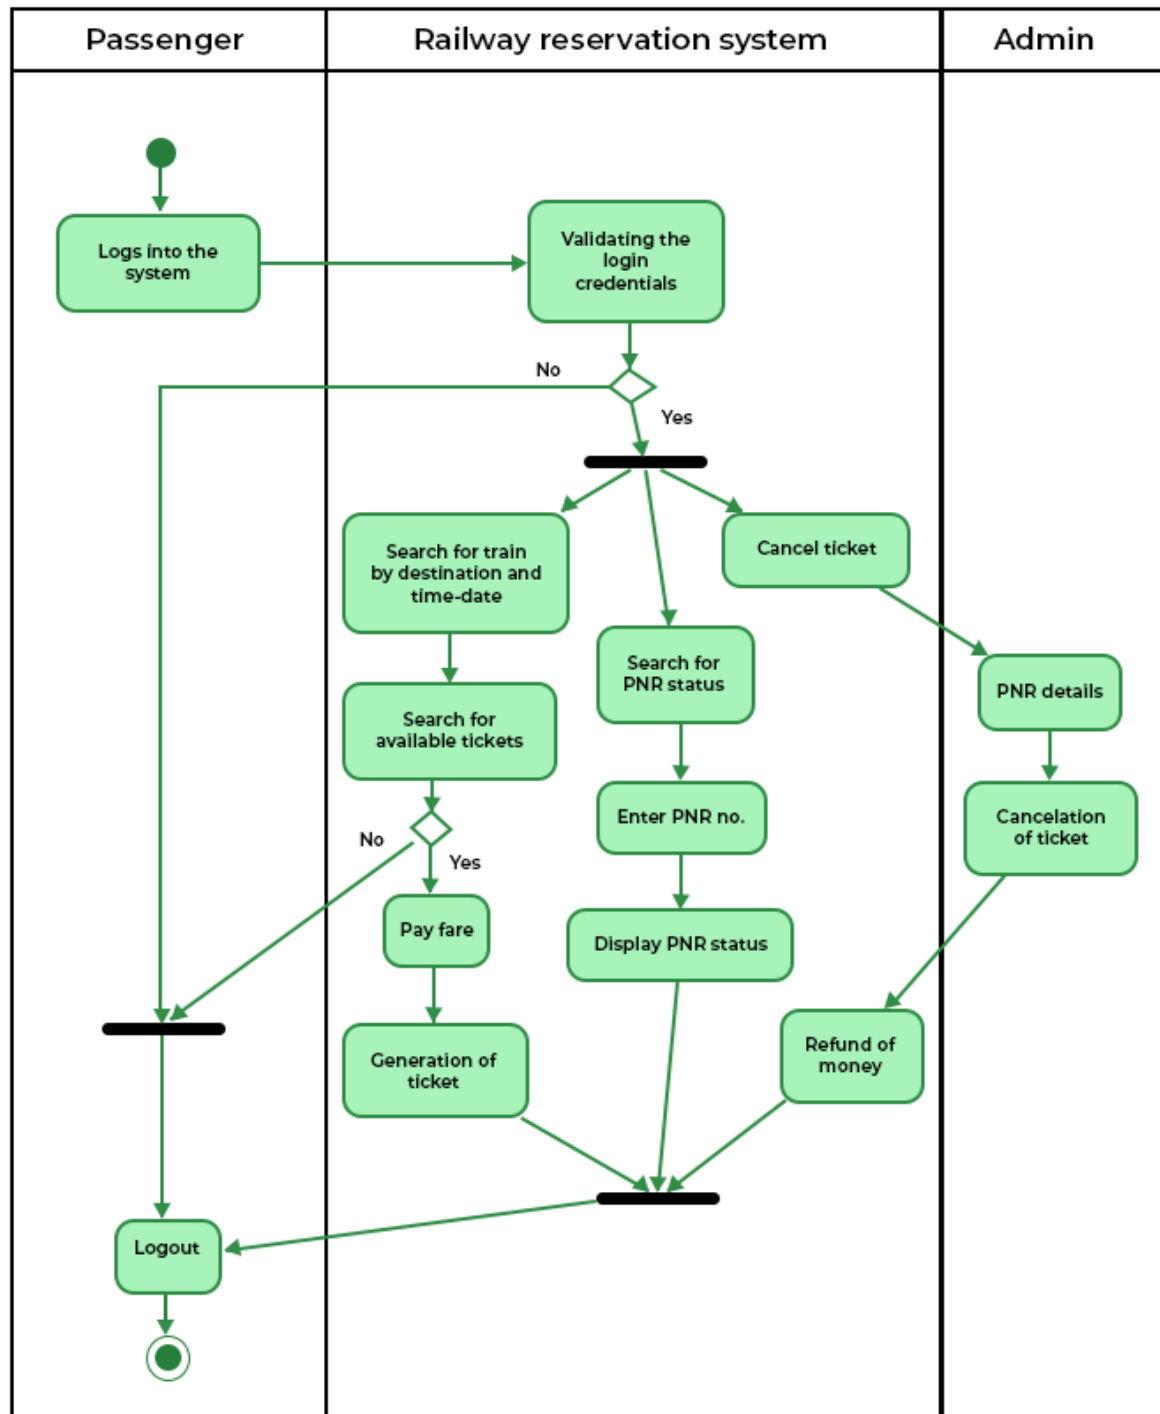 Passenger
Railway reservation system
Admin
Logs into the
system
Validating the
login
credentials
No
Yes
Search for train
by destination and
time-date
Cancel ticket
Search for
PNR status
PNR details
Search for
available tickets
Enter PNR no.
Cancelation
of ticket
No
Yes
Pay fare
Display PNR status
Generation of
ticket
Refund of
money
Logout